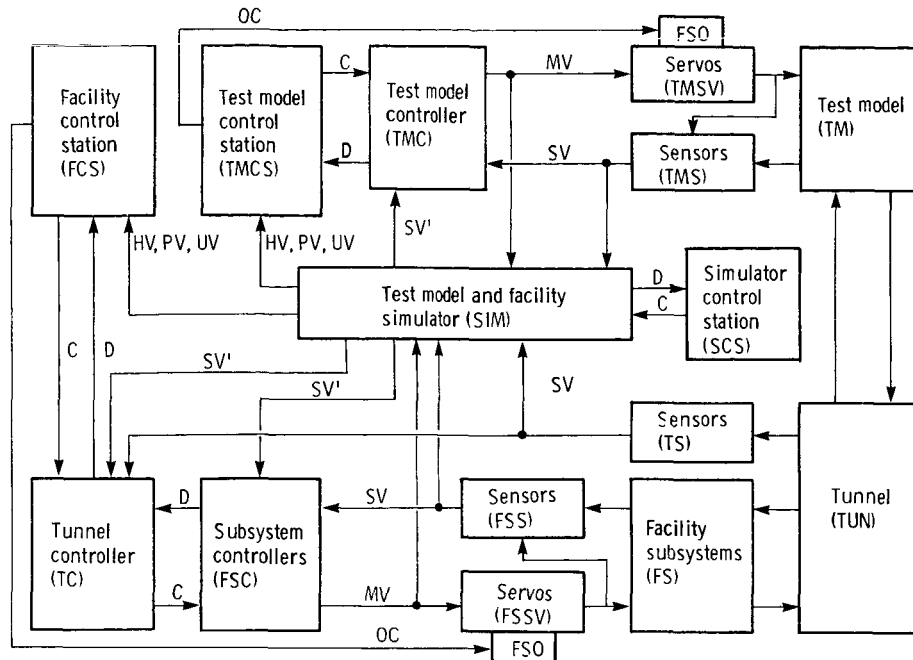 OC
FSO
Facility
control
station
(FCS)
Test model
control
station
(TMCS)
C
D
Test model
controller
(TMC)
MV
SV
Servos
(TMSV)
Sensors
(TMS)
Test model
(TM)
HV, PV, UV
HV, PV, UV
SV'
Test model and facility
simulator (SIM)
D
C
Simulator
control
station
(SCS)
C
D
SV'
SV'
SV
Sensors
(TS)
Tunnel
controller
(TC)
D
C
Subsystem
controllers
(FSC)
SV
MV
Sensors
(FSS)
Servos
(FSSV)
FSO
Facility
subsystems
(FS)
Tunnel
(TUN)
OC